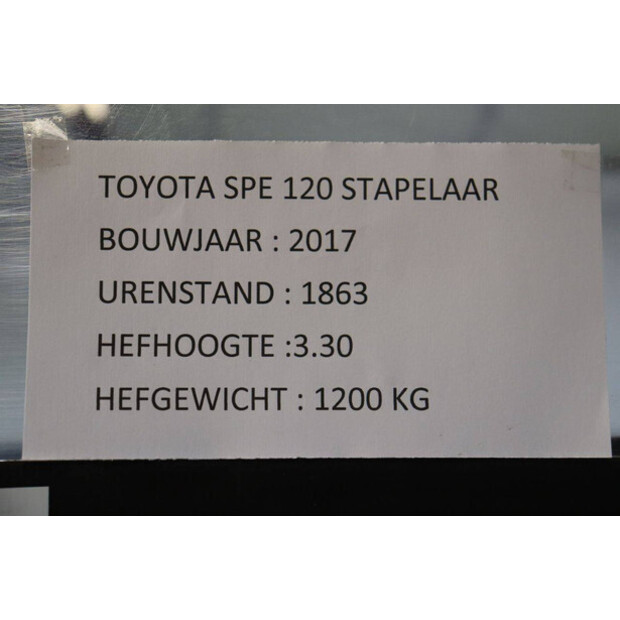 TOYOTA SPE 120 STAPELAAR
BOUWJAAR : 2017
URENSTAND : 1863
HEFHOOGTE :3.30
HEFGEWICHT : 1200 KG